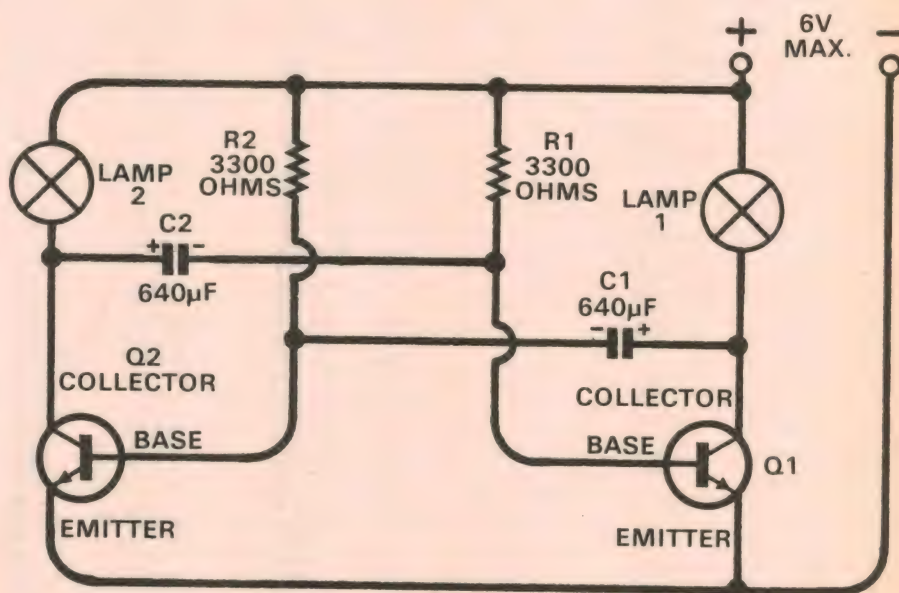 + 6V −
MAX.
R2
3300
OHMS
R1
3300
OHMS
LAMP
2
LAMP
1
C2
+ −
640µF
C1
640µF
− +
Q2
COLLECTOR
COLLECTOR
BASE
BASE
Q1
EMITTER
EMITTER